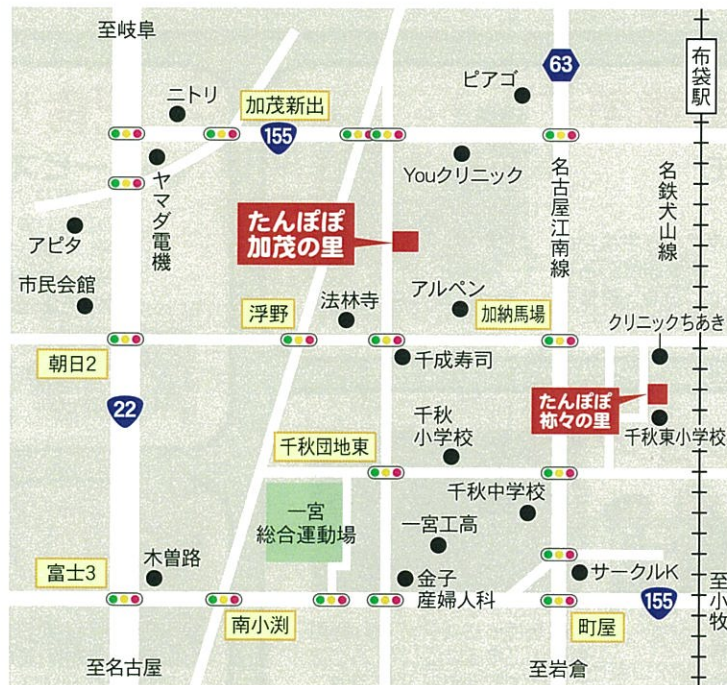 至岐阜
63
布袋駅
ピアゴ
ニトリ
加茂新出
155
Youクリニック
ヤマダ電機
名古屋江南線
名鉄犬山線
たんぽぽ
加茂の里
アピタ
市民会館
法林寺
アルペン
浮野
加納馬場
クリニックちあき
朝日2
千成寿司
22
たんぽぽ
祢々の里
千秋
小学校
千秋東小学校
千秋団地東
千秋中学校
一宮
総合運動場
一宮工高
富士3
木曽路
金子
産婦人科
サークルK
155
至小牧
南小渕
町屋
至名古屋
至岩倉